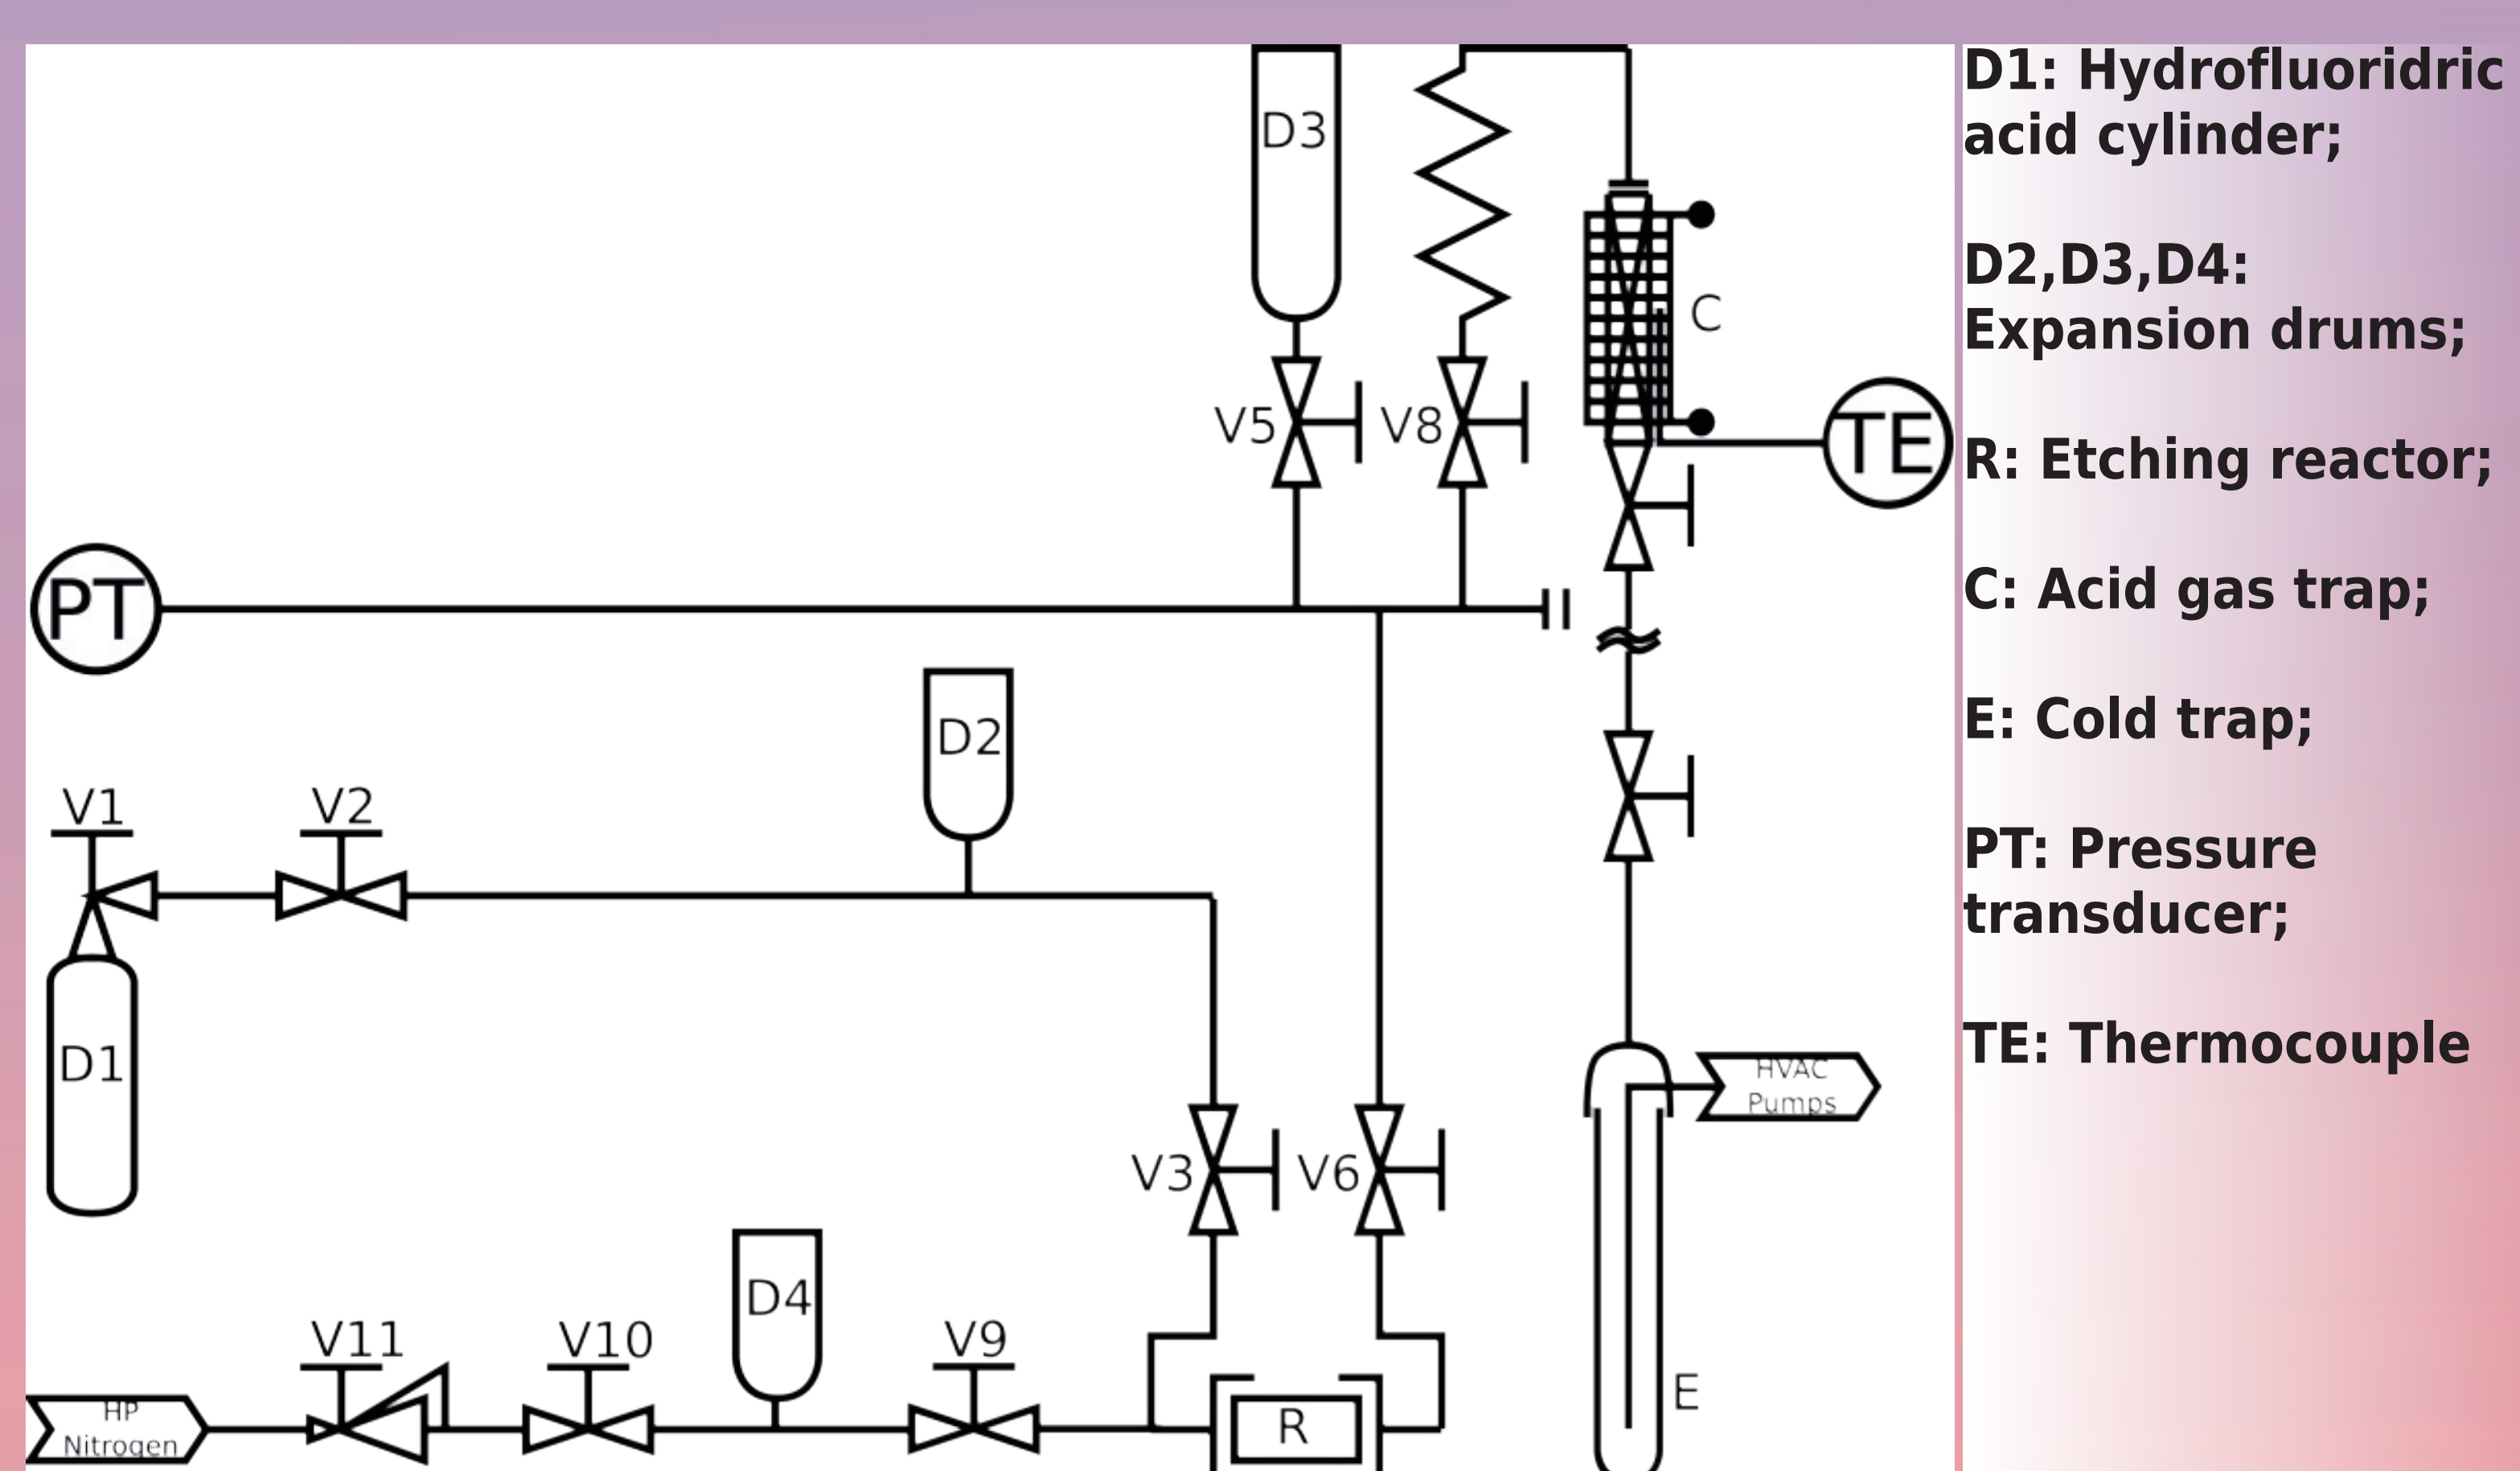 D3
V5
V8
C
TE
PT
D2
V1
V2
D1
HVAC
Pumps
V3
V6
D4
V11
V10
V9
HP
Nitrogen
R
E
D1: Hydrofluoridric
acid cylinder;
D2,D3,D4:
Expansion drums;
R: Etching reactor;
C: Acid gas trap;
E: Cold trap;
PT: Pressure
transducer;
TE: Thermocouple